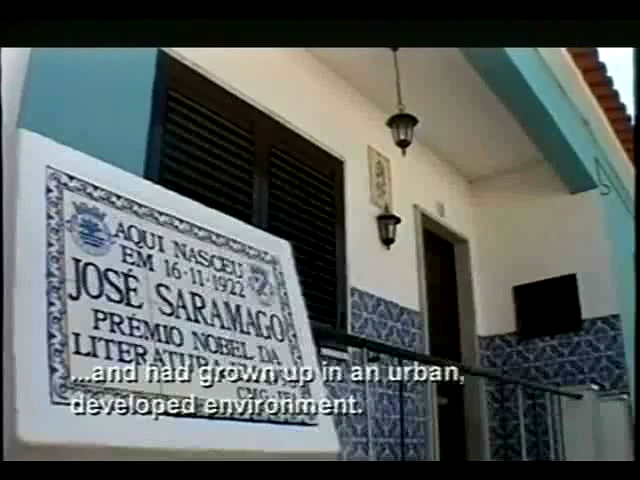 AQUI NASCEU
EM 16-11-1922
JOSÉ SARAMAGO
PRÉMIO NOBEL DA
LITERATURA
...and had grown up in an urban,
developed environment.